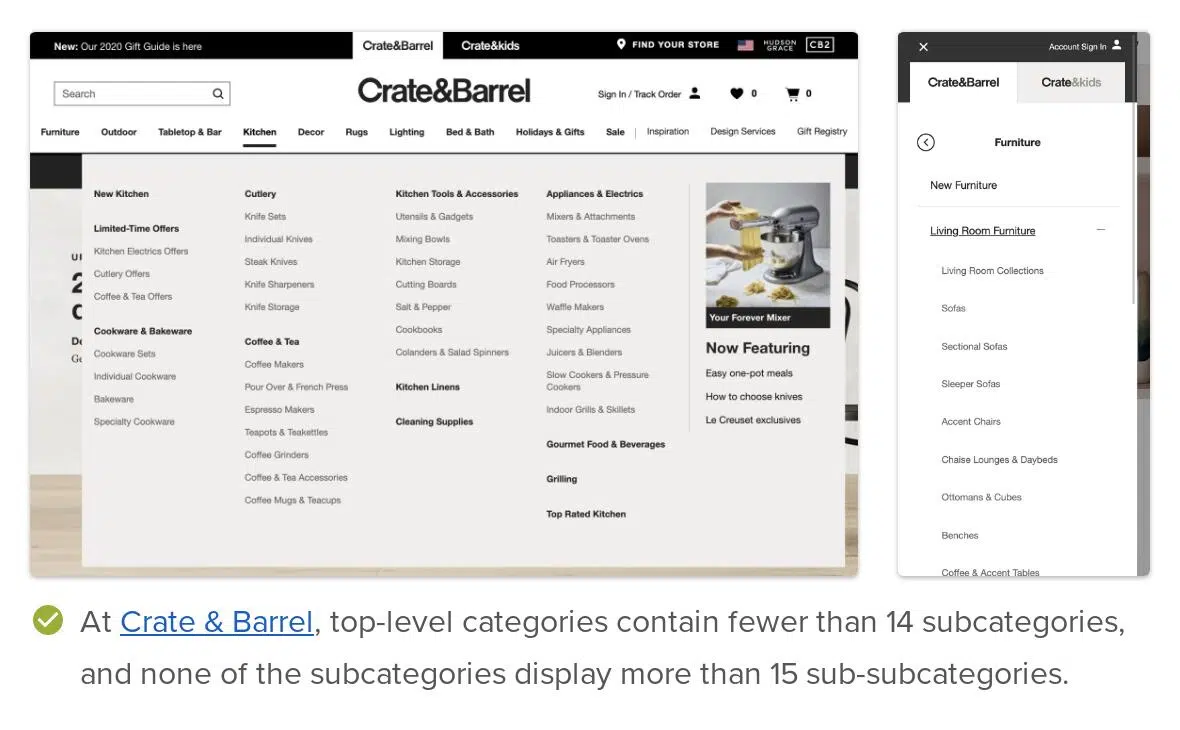 New: Our 2020 Gift Guide is here
Crate&Barrel
Crate&kids
FIND YOUR STORE
HUDSON GRACE
CB2
Search
Crate&Barrel
Sign In / Track Order
0
0
Furniture
Outdoor
Tabletop & Bar
Kitchen
Decor
Rugs
Lighting
Bed & Bath
Holidays & Gifts
Sale
Inspiration
Design Services
Gift Registry
New Kitchen
Limited-Time Offers
Kitchen Electrics Offers
Cutlery Offers
Coffee & Tea Offers
Cookware & Bakeware
Cookware Sets
Individual Cookware
Bakeware
Specialty Cookware
Cutlery
Knife Sets
Individual Knives
Steak Knives
Knife Sharpeners
Knife Storage
Coffee & Tea
Coffee Makers
Pour Over & French Press
Espresso Makers
Teapots & Teakettles
Coffee Grinders
Coffee & Tea Accessories
Coffee Mugs & Teacups
Kitchen Tools & Accessories
Utensils & Gadgets
Mixing Bowls
Kitchen Storage
Cutting Boards
Salt & Pepper
Cookbooks
Colanders & Salad Spinners
Kitchen Linens
Cleaning Supplies
Appliances & Electrics
Mixers & Attachments
Toasters & Toaster Ovens
Air Fryers
Food Processors
Waffle Makers
Specialty Appliances
Juicers & Blenders
Slow Cookers & Pressure
Cookers
Indoor Grills & Skillets
Gourmet Food & Beverages
Grilling
Top Rated Kitchen
Your Forever Mixer
Now Featuring
Easy one-pot meals
How to choose knives
Le Creuset exclusives
Account Sign In
Crate&Barrel
Crate&kids
Furniture
New Furniture
Living Room Furniture
Living Room Collections
Sofas
Sectional Sofas
Sleeper Sofas
Accent Chairs
Chaise Lounges & Daybeds
Ottomans & Cubes
Benches
Coffee & Accent Tables
At Crate & Barrel, top-level categories contain fewer than 14 subcategories,
and none of the subcategories display more than 15 sub-subcategories.